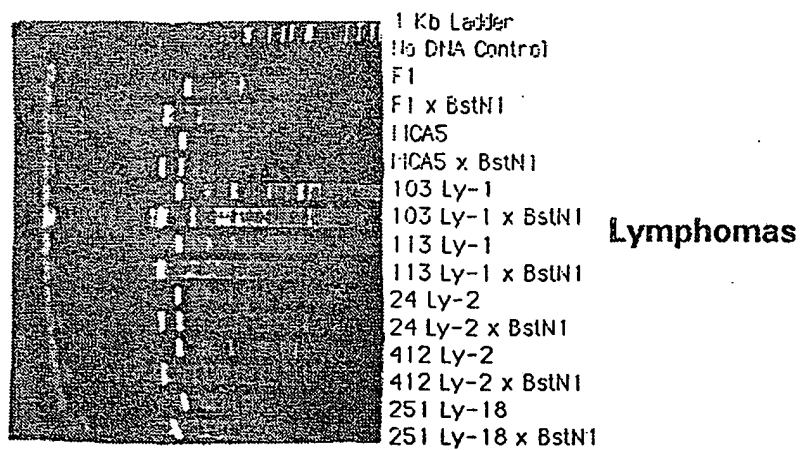 1 Kb Ladder
No DNA Control
F1
F1 x BstN1
MCA5
MCA5 x BstN1
103 Ly-1
103 Ly-1 x BstN1
Lymphomas
113 Ly-1
113 Ly-1 x BstN1
24 Ly-2
24 Ly-2 x BstN1
412 Ly-2
412 Ly-2 x BstN1
251 Ly-18
251 Ly-18 x BstN1